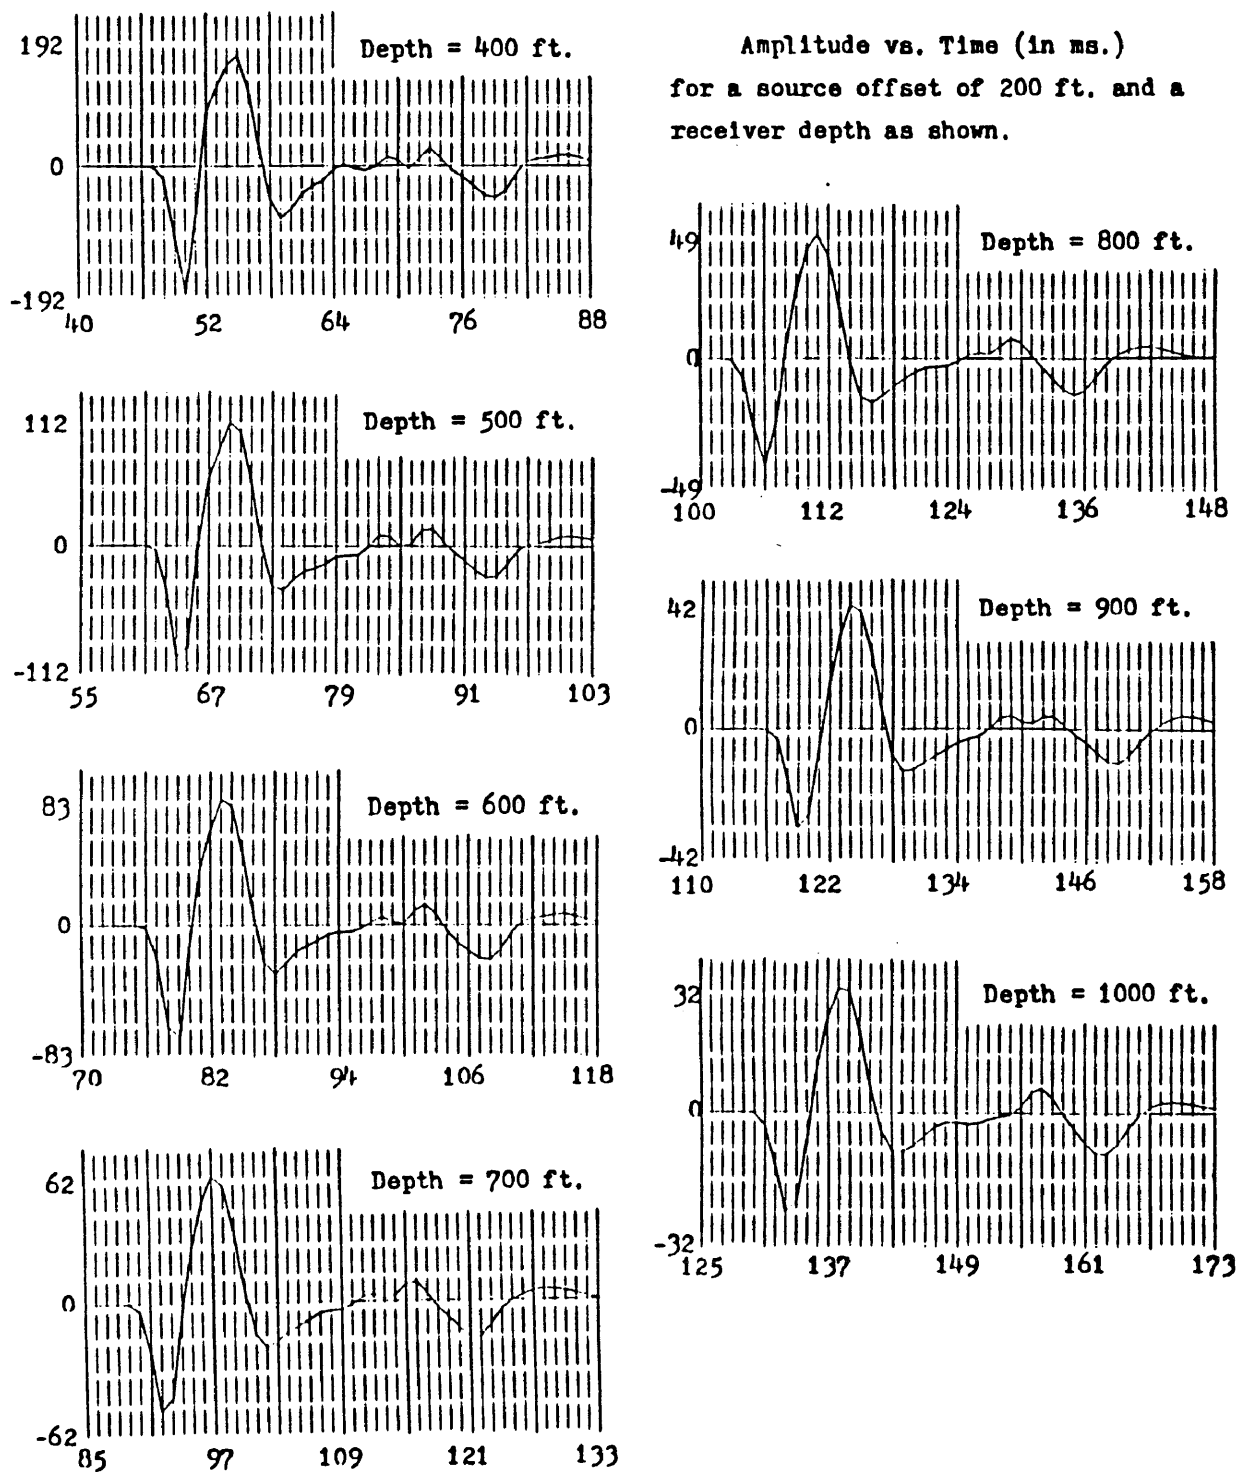 Amplitude vs. Time (in ms.)
for a source offset of 200 ft. and a
receiver depth as shown.
192
Depth = 400 ft.
0
-192
40 52 64 76 88
112
Depth = 500 ft.
0
-112
55 67 79 91 103
83
Depth = 600 ft.
0
-83
70 82 94 106 118
62
Depth = 700 ft.
0
-62
85 97 109 121 133
49
Depth = 800 ft.
0
-49
100 112 124 136 148
42
Depth = 900 ft.
0
-42
110 122 134 146 158
32
Depth = 1000 ft.
0
-32
125 137 149 161 173